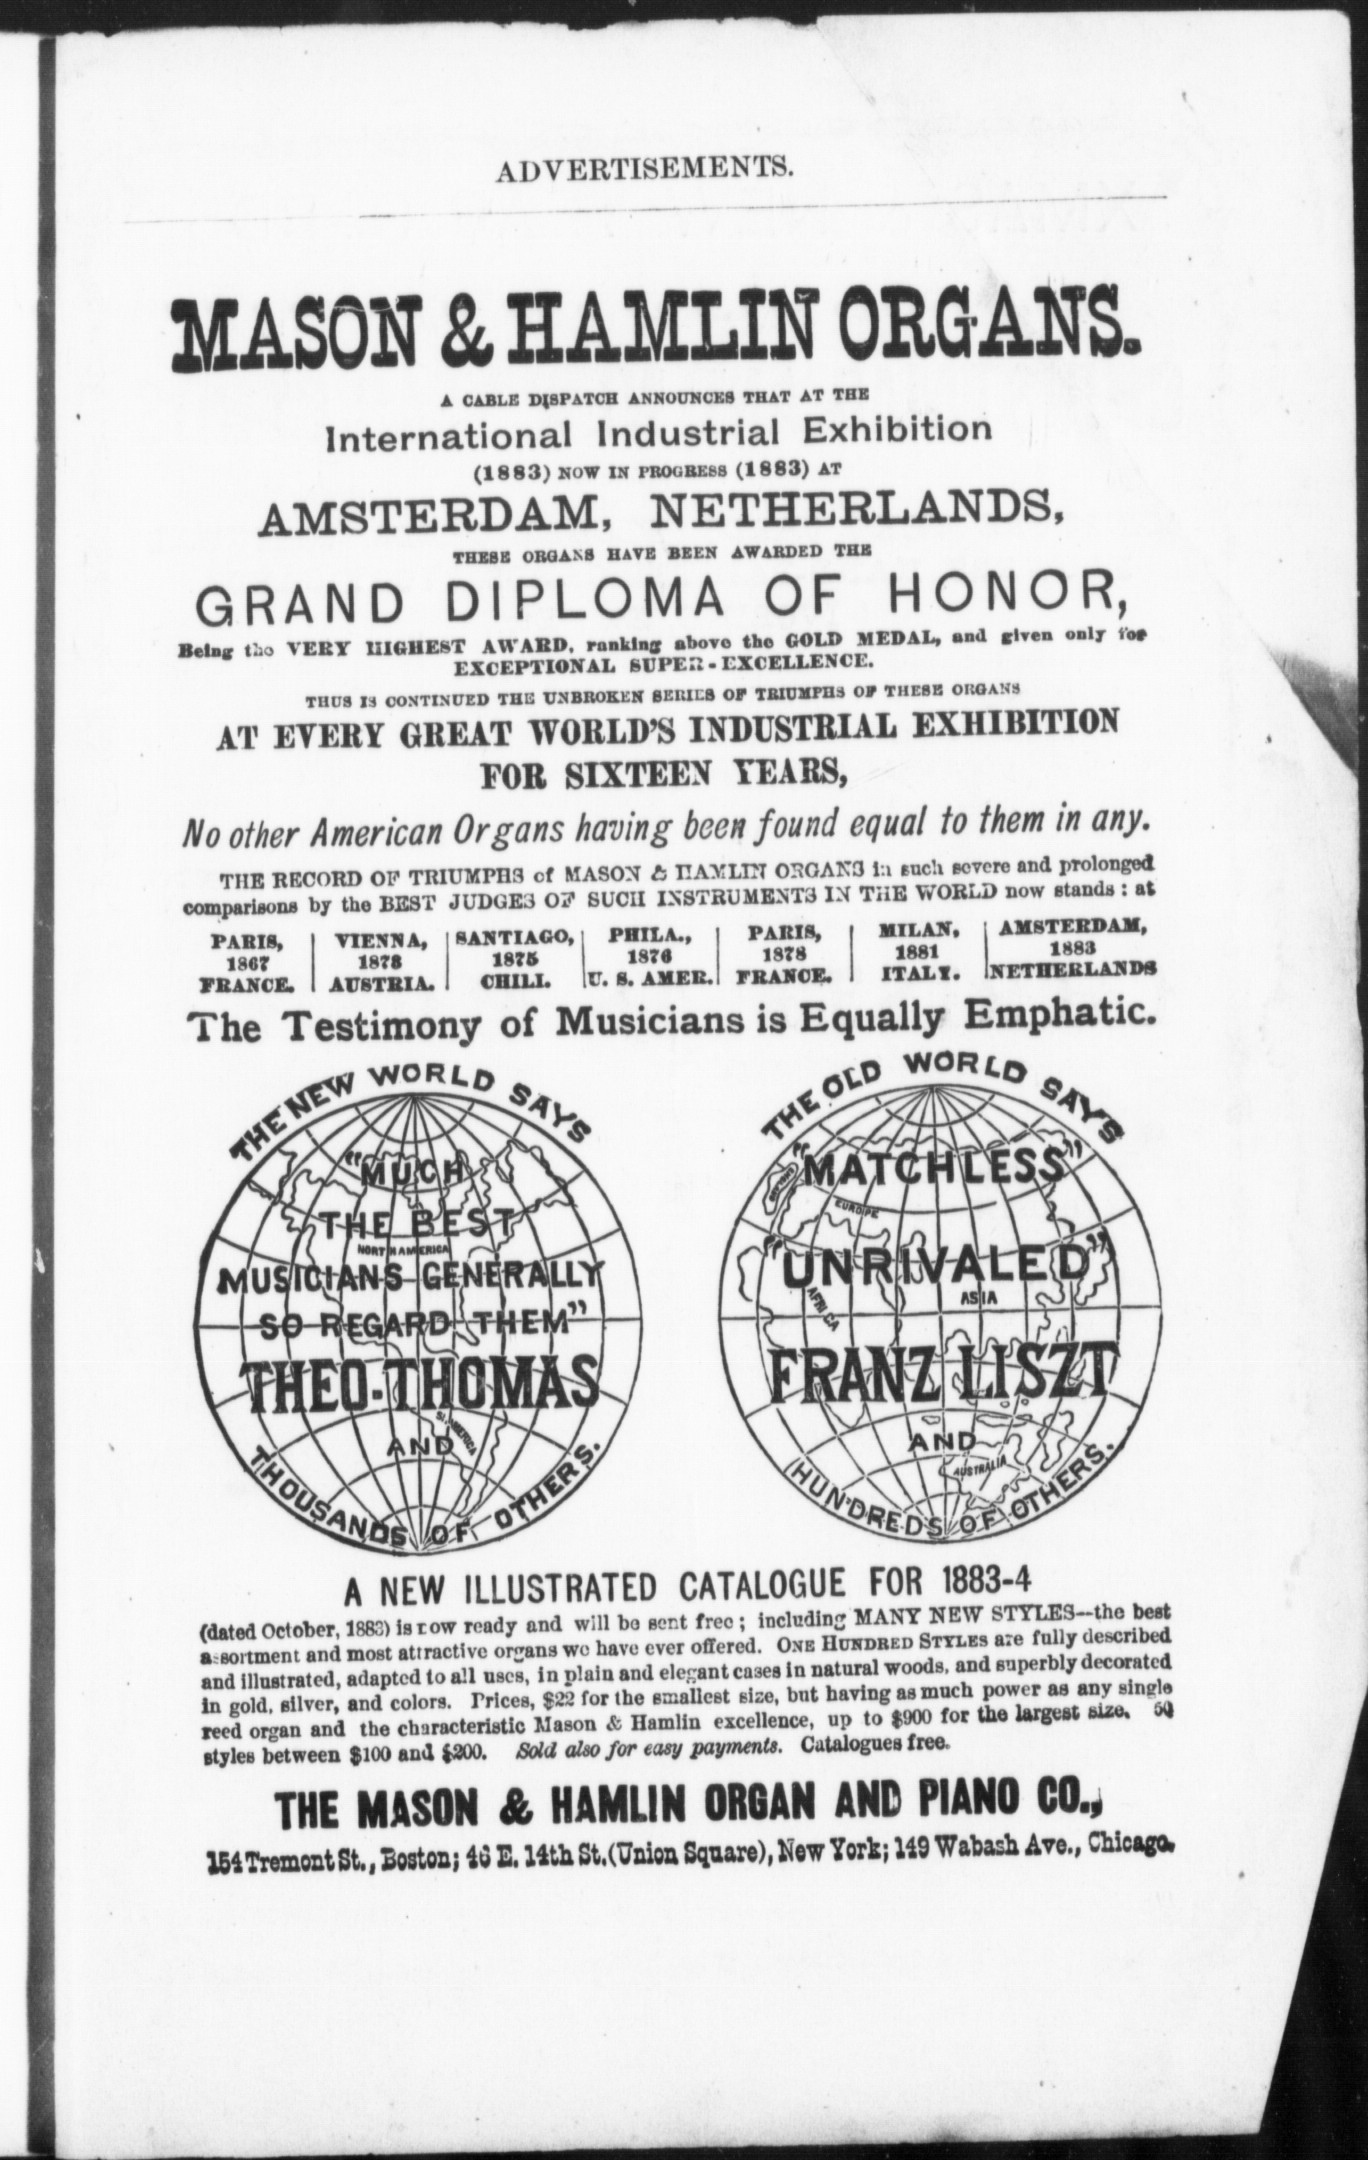 ADVERTISEMENTS.
MASON & HAMLIN ORGANS.
A CABLE DISPATCH ANNOUNCES THAT AT THE
International Industrial Exhibition
(1883) NOW IN PROGRESS (1883) AT
AMSTERDAM, NETHERLANDS,
THESE ORGANS HAVE BEEN AWARDED THE
GRAND DIPLOMA OF HONOR,
Being the VERY HIGHEST AWARD, ranking above the GOLD MEDAL, and given only for
EXCEPTIONAL SUPER-EXCELLENCE.
THUS IS CONTINUED THE UNBROKEN SERIES OF TRIUMPHS OF THESE ORGANS
AT EVERY GREAT WORLD'S INDUSTRIAL EXHIBITION
FOR SIXTEEN YEARS,
No other American Organs having been found equal to them in any.
THE RECORD OF TRIUMPHS of MASON & HAMLIN ORGANS in such severe and prolonged
comparisons by the BEST JUDGES OF SUCH INSTRUMENTS IN THE WORLD now stands: at
PARIS, 1867 FRANCE.
VIENNA, 1873 AUSTRIA.
SANTIAGO, 1875 CHILI.
PHILA., 1876 U. S. AMER.
PARIS, 1878 FRANCE.
MILAN, 1881 ITALY.
AMSTERDAM, 1883 NETHERLANDS
The Testimony of Musicians is Equally Emphatic.
THE NEW WORLD SAYS
"MUCH
THE BEST
NORTH AMERICA
MUSICIANS GENERALLY
SO REGARD THEM"
THEO. THOMAS
S. AMERICA
AND
THOUSANDS OF OTHERS.
THE OLD WORLD SAYS
"MATCHLESS"
EUROPE
"UNRIVALED"
ASIA
AFRICA
FRANZ LISZT
AND
AUSTRALIA
HUNDREDS OF OTHERS.
A NEW ILLUSTRATED CATALOGUE FOR 1883-4
(dated October, 1883) is now ready and will be sent free; including MANY NEW STYLES—the best
assortment and most attractive organs we have ever offered. ONE HUNDRED STYLES are fully described
and illustrated, adapted to all uses, in plain and elegant cases in natural woods, and superbly decorated
in gold, silver, and colors. Prices, $22 for the smallest size, but having as much power as any single
reed organ and the characteristic Mason & Hamlin excellence, up to $900 for the largest size. 50
styles between $100 and $200. Sold also for easy payments. Catalogues free.
THE MASON & HAMLIN ORGAN AND PIANO CO.,
154 Tremont St., Boston; 46 E. 14th St. (Union Square), New York; 149 Wabash Ave., Chicago.